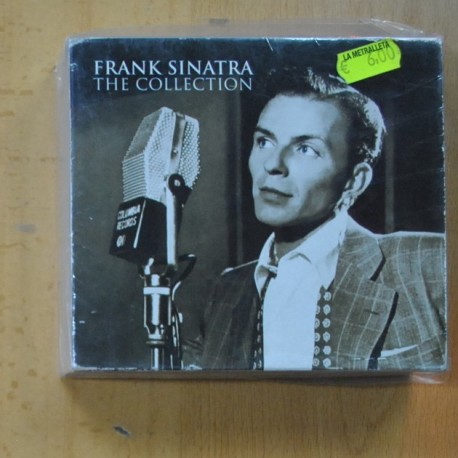 FRANK SINATRA
THE COLLECTION
LA METRALLETA
€ 6.00
COLUMBIA
RECORDS